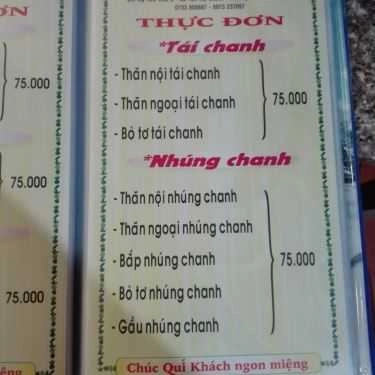 ƠN
75.000
75.000
75.000
THỰC ĐƠN
*Tái chanh
- Thăn nội tái chanh
- Thăn ngoại tái chanh
- Bò tơ tái chanh
75.000
*Nhúng chanh
- Thăn nội nhúng chanh
- Thăn ngoại nhúng chanh
- Bắp nhúng chanh
- Bò tơ nhúng chanh
- Gầu nhúng chanh
75.000
Chúc Quí Khách ngon miệng